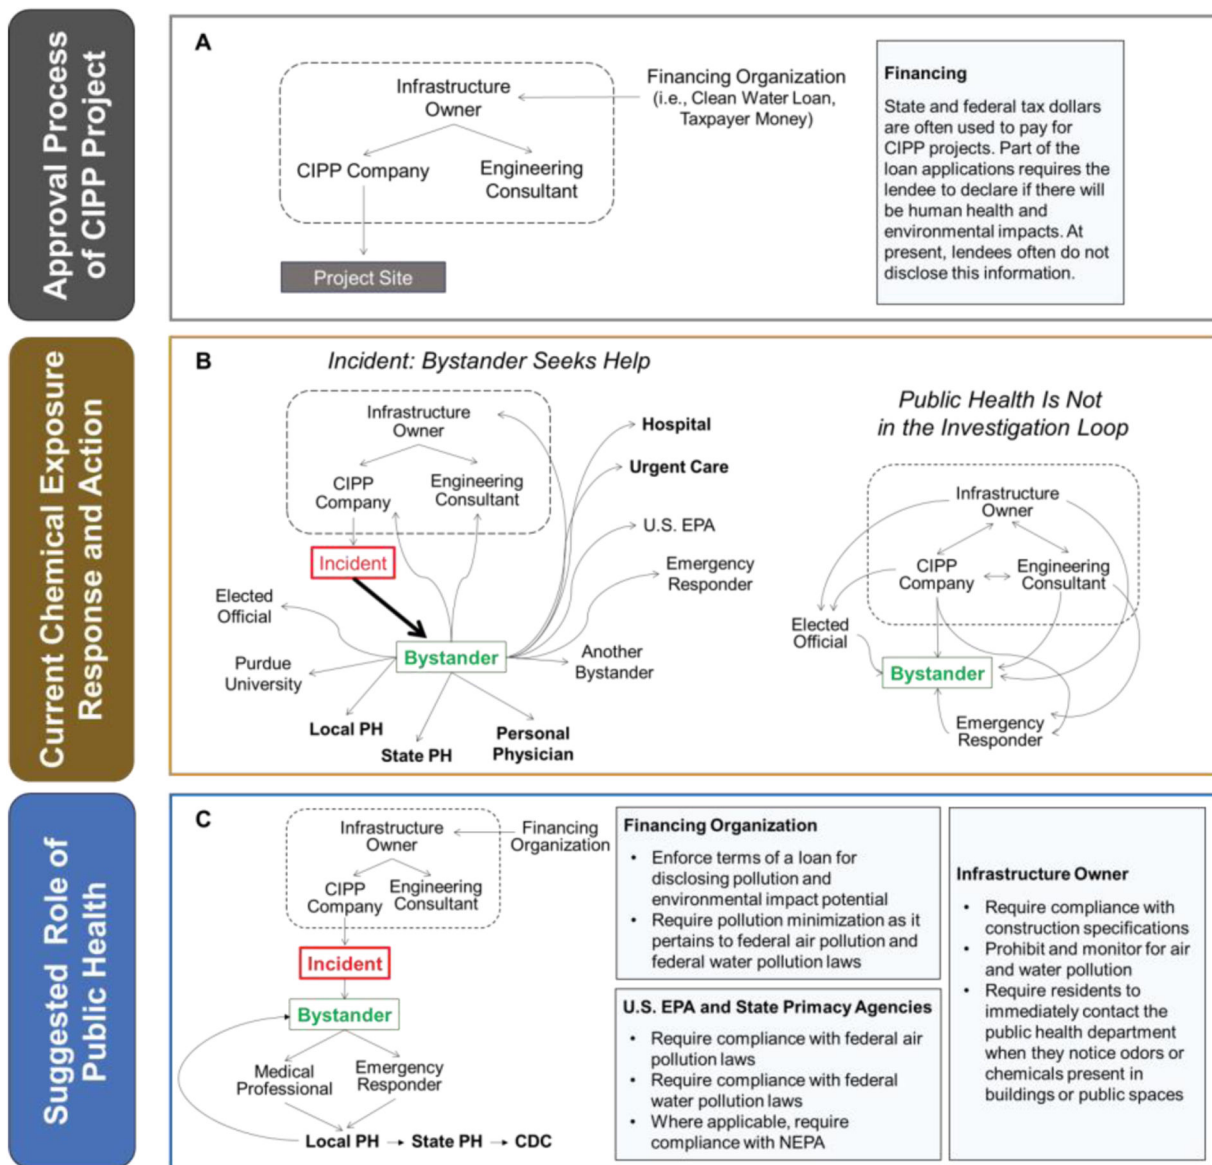 Approval Process
of CIPP Project
A
Infrastructure
Owner
CIPP Company
Engineering
Consultant
Project Site
Financing Organization
(i.e., Clean Water Loan,
Taxpayer Money)
Financing
State and federal tax dollars
are often used to pay for
CIPP projects. Part of the
loan applications requires the
lendee to declare if there will
be human health and
environmental impacts. At
present, lendees often do not
disclose this information.
Current Chemical Exposure
Response and Action
B
Incident: Bystander Seeks Help
Infrastructure
Owner
CIPP
Company
Engineering
Consultant
Incident
Hospital
Urgent Care
U.S. EPA
Emergency
Responder
Elected
Official
Bystander
Another
Bystander
Purdue
University
Local PH
State PH
Personal
Physician
Public Health Is Not
in the Investigation Loop
Infrastructure
Owner
CIPP
Company
Engineering
Consultant
Elected
Official
Bystander
Emergency
Responder
Suggested Role of
Public Health
C
Infrastructure
Owner
Financing
Organization
CIPP
Company
Engineering
Consultant
Incident
Bystander
Medical
Professional
Emergency
Responder
Local PH
State PH
CDC
Financing Organization
• Enforce terms of a loan for
disclosing pollution and
environmental impact potential
• Require pollution minimization as it
pertains to federal air pollution and
federal water pollution laws
U.S. EPA and State Primacy Agencies
• Require compliance with federal air
pollution laws
• Require compliance with federal
water pollution laws
• Where applicable, require
compliance with NEPA
Infrastructure Owner
• Require compliance with
construction specifications
• Prohibit and monitor for air
and water pollution
• Require residents to
immediately contact the
public health department
when they notice odors or
chemicals present in
buildings or public spaces